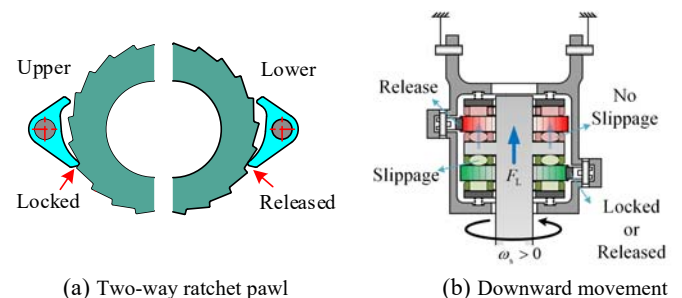 Upper
Lower
Locked
Released
(a) Two-way ratchet pawl
Release
No
Slippage
Slippage
F_L
Locked
or
Released
ω_s > 0
(b) Downward movement